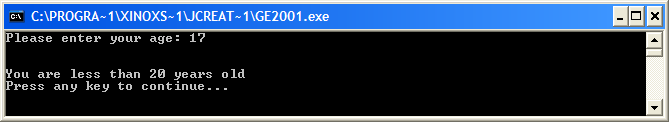 C:\PROGRA~1\XINOXS~1\JCREAT~1\GE2001.exe
Please enter your age: 17
You are less than 20 years old
Press any key to continue...